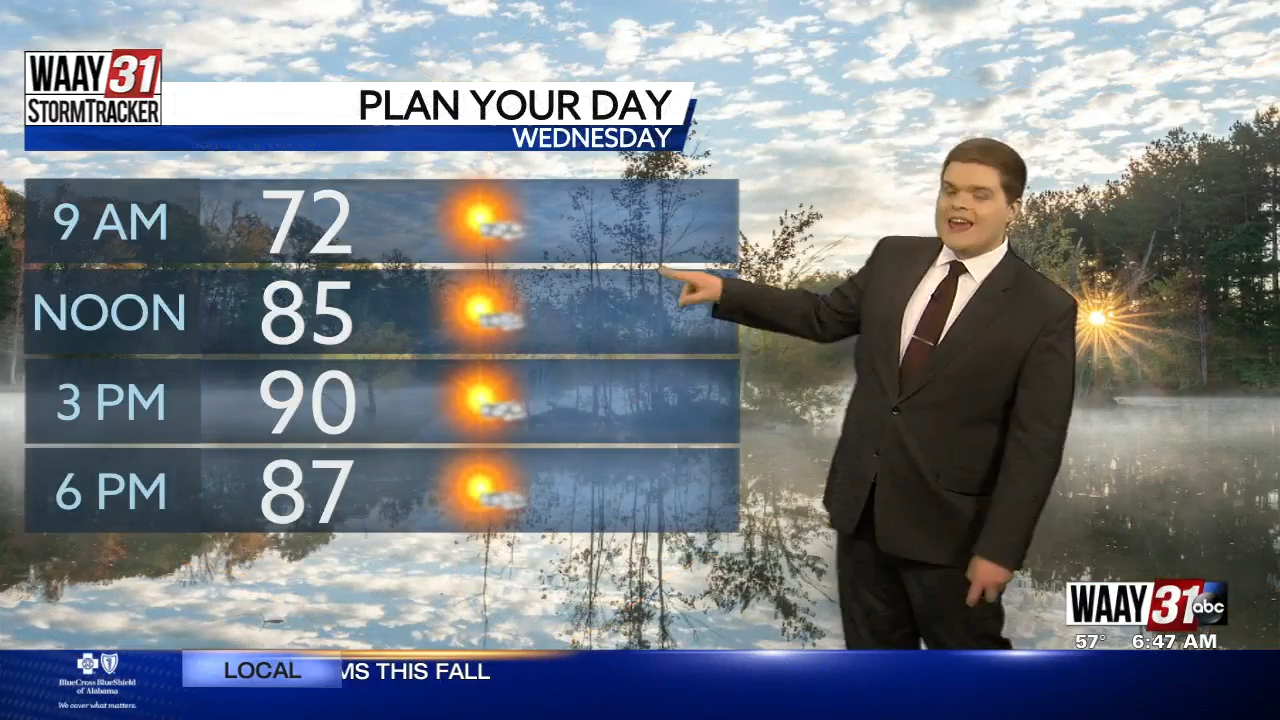 WAAY 31
STORMTRACKER
PLAN YOUR DAY
WEDNESDAY
9 AM 72
NOON 85
3 PM 90
6 PM 87
WAAY 31 abc
57° 6:47 AM
BlueCross BlueShield
of Alabama
We cover what matters.
LOCAL MS THIS FALL